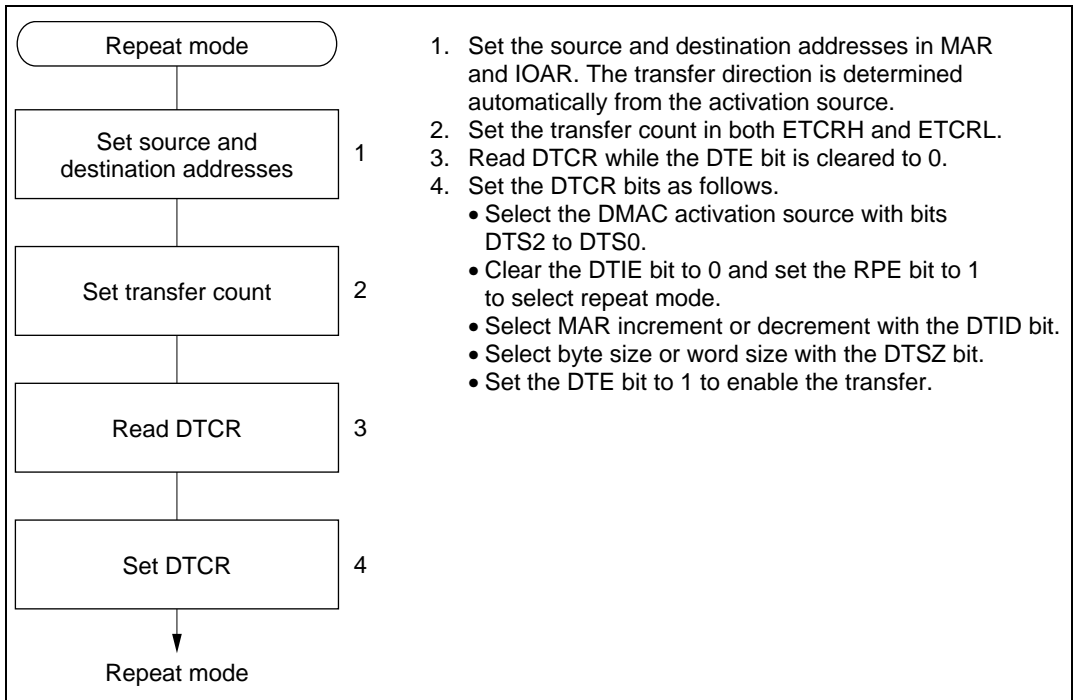 Repeat mode
Set source and
destination addresses
1
Set transfer count
2
Read DTCR
3
Set DTCR
4
Repeat mode
1. Set the source and destination addresses in MAR
and IOAR. The transfer direction is determined
automatically from the activation source.
2. Set the transfer count in both ETCRH and ETCRL.
3. Read DTCR while the DTE bit is cleared to 0.
4. Set the DTCR bits as follows.
• Select the DMAC activation source with bits
DTS2 to DTS0.
• Clear the DTIE bit to 0 and set the RPE bit to 1
to select repeat mode.
• Select MAR increment or decrement with the DTID bit.
• Select byte size or word size with the DTSZ bit.
• Set the DTE bit to 1 to enable the transfer.